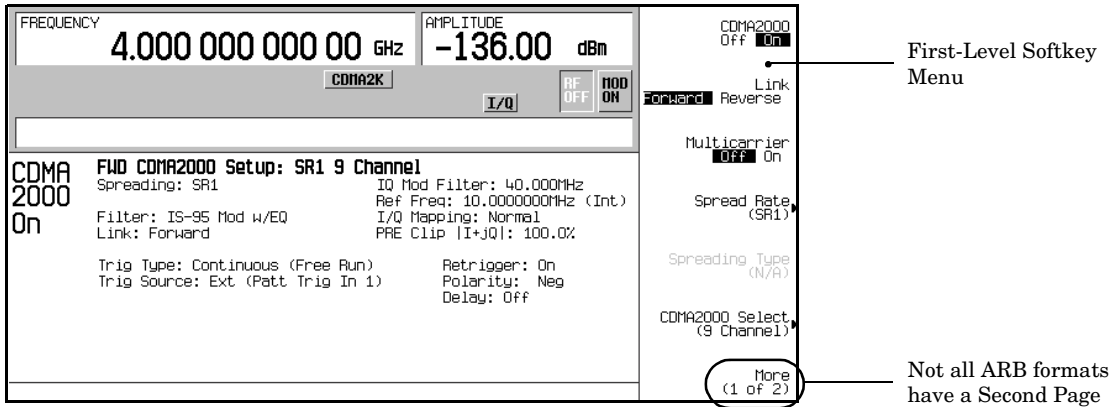 FREQUENCY
4.000 000 000 00 GHz
AMPLITUDE
-136.00 dBm
CDMA2K
I/Q
RF OFF
MOD ON
CDMA 2000 On
FWD CDMA2000 Setup: SR1 9 Channel
Spreading: SR1
IQ Mod Filter: 40.000MHz
Ref Freq: 10.0000000MHz (Int)
Filter: IS-95 Mod w/EQ
I/Q Mapping: Normal
Link: Forward
PRE Clip |I+jQ|: 100.0%
Trig Type: Continuous (Free Run)
Retrigger: On
Trig Source: Ext (Patt Trig In 1)
Polarity: Neg
Delay: Off
CDMA2000
Off On
Link
Forward Reverse
Multicarrier
Off On
Spread Rate
(SR1)
Spreading Type
(N/A)
CDMA2000 Select
(9 Channel)
More
(1 of 2)
First-Level Softkey
Menu
Not all ARB formats
have a Second Page